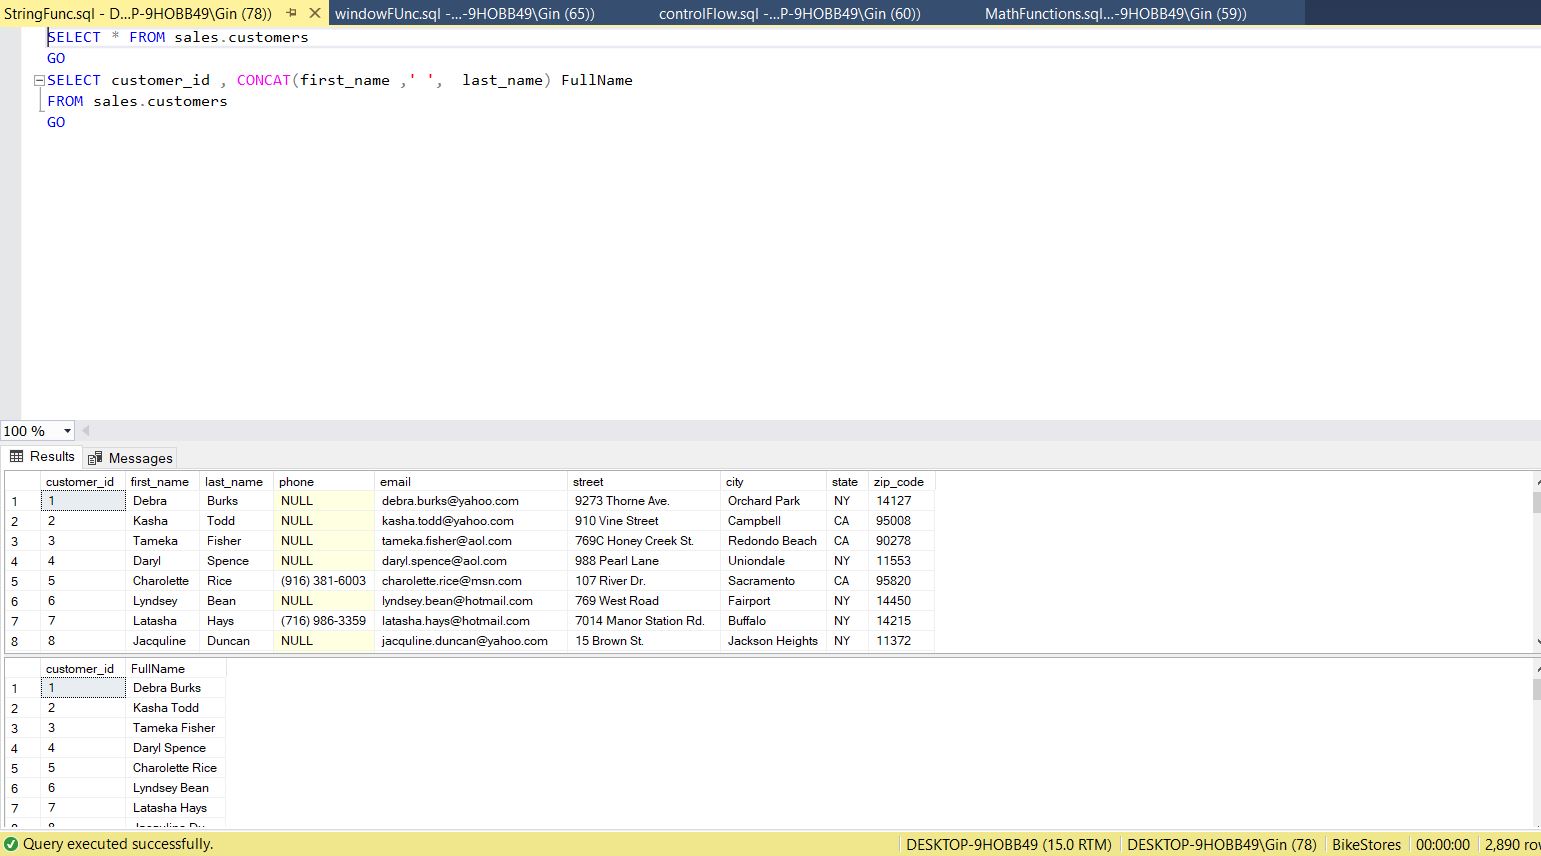 StringFunc.sql - D...P-9HOBB49\Gin (78)) windowFUnc.sql -...-9HOBB49\Gin (65)) controlFlow.sql -...P-9HOBB49\Gin (60)) MathFunctions.sql...-9HOBB49\Gin (59))
SELECT * FROM sales.customers
GO
SELECT customer_id , CONCAT(first_name ,' ', last_name) FullName
FROM sales.customers
GO
100 %
Results Messages
customer_id first_name last_name phone email street city state zip_code
1 1 Debra Burks NULL debra.burks@yahoo.com 9273 Thorne Ave. Orchard Park NY 14127
2 2 Kasha Todd NULL kasha.todd@yahoo.com 910 Vine Street Campbell CA 95008
3 3 Tameka Fisher NULL tameka.fisher@aol.com 769C Honey Creek St. Redondo Beach CA 90278
4 4 Daryl Spence NULL daryl.spence@aol.com 988 Pearl Lane Uniondale NY 11553
5 5 Charolette Rice (916) 381-6003 charolette.rice@msn.com 107 River Dr. Sacramento CA 95820
6 6 Lyndsey Bean NULL lyndsey.bean@hotmail.com 769 West Road Fairport NY 14450
7 7 Latasha Hays (716) 986-3359 latasha.hays@hotmail.com 7014 Manor Station Rd. Buffalo NY 14215
8 8 Jacquline Duncan NULL jacquline.duncan@yahoo.com 15 Brown St. Jackson Heights NY 11372
customer_id FullName
1 1 Debra Burks
2 2 Kasha Todd
3 3 Tameka Fisher
4 4 Daryl Spence
5 5 Charolette Rice
6 6 Lyndsey Bean
7 7 Latasha Hays
Query executed successfully. DESKTOP-9HOBB49 (15.0 RTM) DESKTOP-9HOBB49\Gin (78) BikeStores 00:00:00 2,890